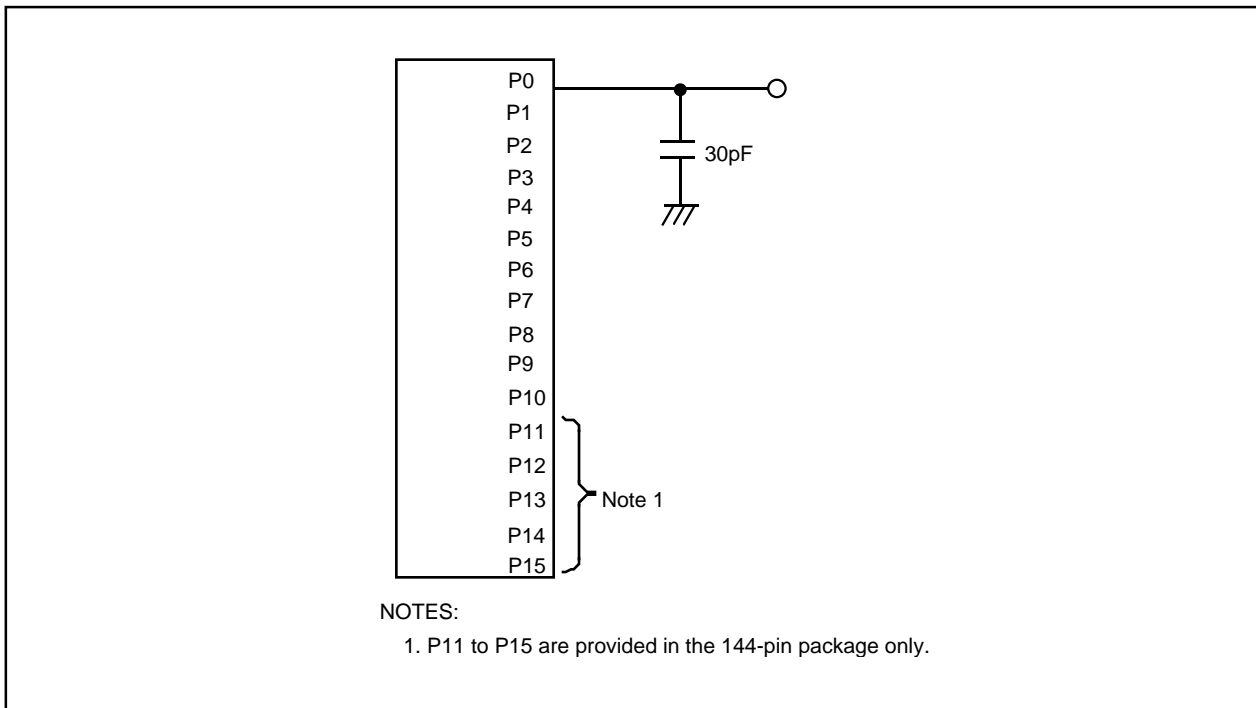 P0
P1
P2
30pF
P3
P4
P5
P6
P7
P8
P9
P10
P11
P12
P13
Note 1
P14
P15
NOTES:
1. P11 to P15 are provided in the 144-pin package only.